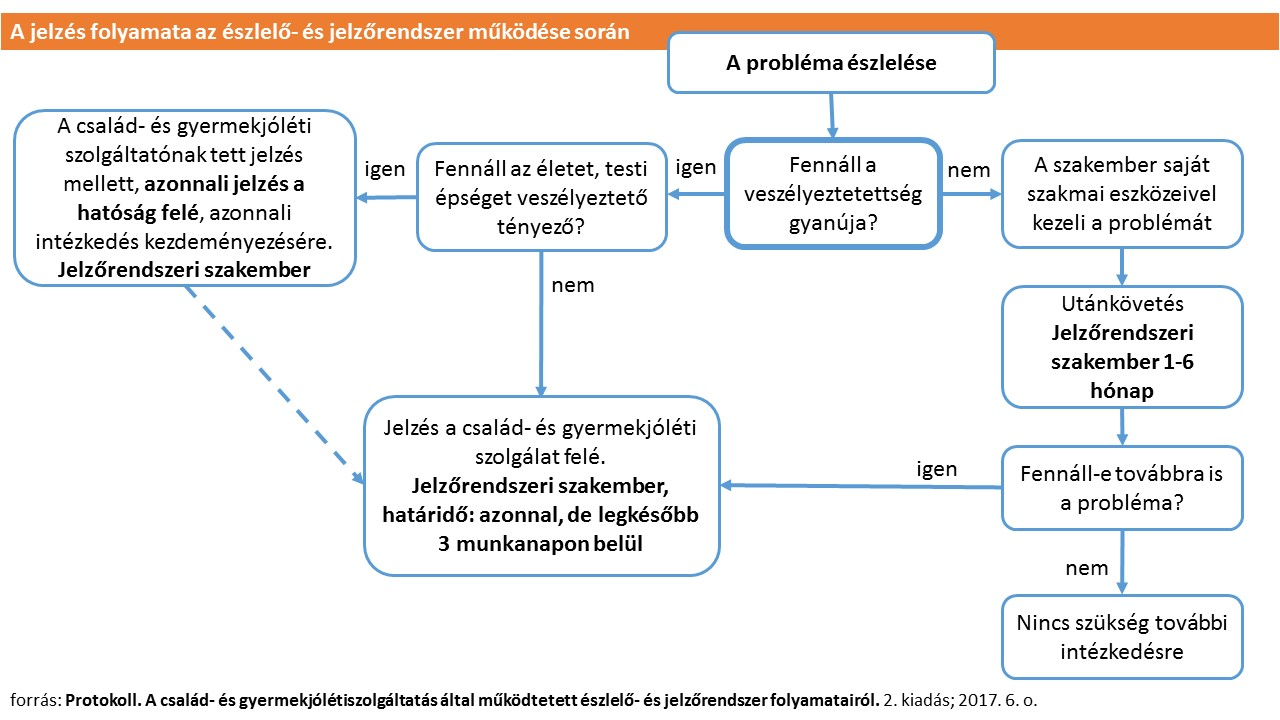 A jelzés folyamata az észlelő- és jelzőrendszer működése során
A probléma észlelése
Fennáll a
veszélyeztetettség
gyanúja?
igen
nem
Fennáll az életet, testi
épséget veszélyeztető
tényező?
igen
nem
A család- és gyermekjóléti
szolgáltatónak tett jelzés
mellett, azonnali jelzés a
hatóság felé, azonnali
intézkedés kezdeményezésére.
Jelzőrendszeri szakember
A szakember saját
szakmai eszközeivel
kezeli a problémát
Utánkövetés
Jelzőrendszeri
szakember 1-6
hónap
Fennáll-e továbbra is
a probléma?
igen
nem
Jelzés a család- és gyermekjóléti
szolgálat felé.
Jelzőrendszeri szakember,
határidő: azonnal, de legkésőbb
3 munkanapon belül
Nincs szükség további
intézkedésre
forrás: Protokoll. A család- és gyermekjólétiszolgáltatás által működtetett észlelő- és jelzőrendszer folyamatairól. 2. kiadás; 2017. 6. o.